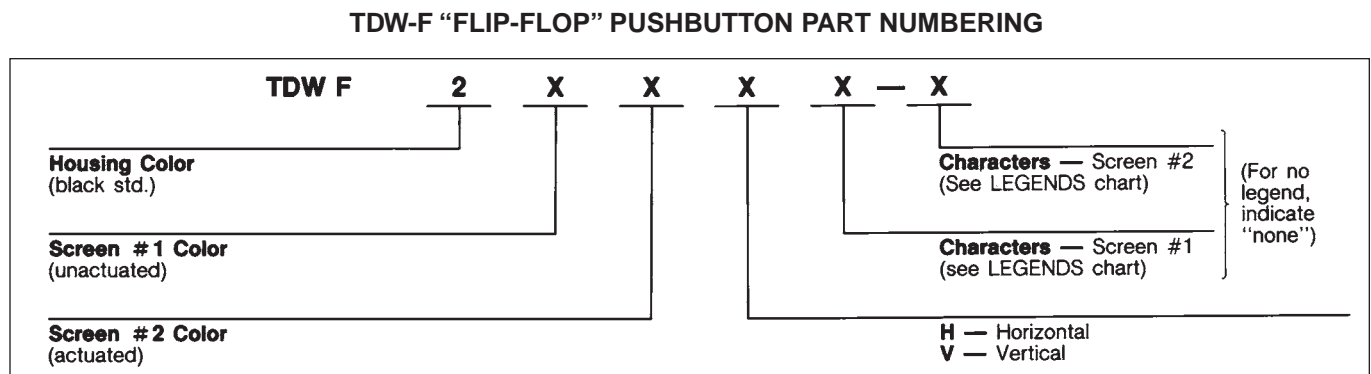 TDW-F “FLIP-FLOP” PUSHBUTTON PART NUMBERING
TDW F 2 X X X X — X
Housing Color
(black std.)
Screen #1 Color
(unactuated)
Screen #2 Color
(actuated)
Characters — Screen #2
(See LEGENDS chart)
Characters — Screen #1
(see LEGENDS chart)
(For no
legend,
indicate
“none”)
H — Horizontal
V — Vertical